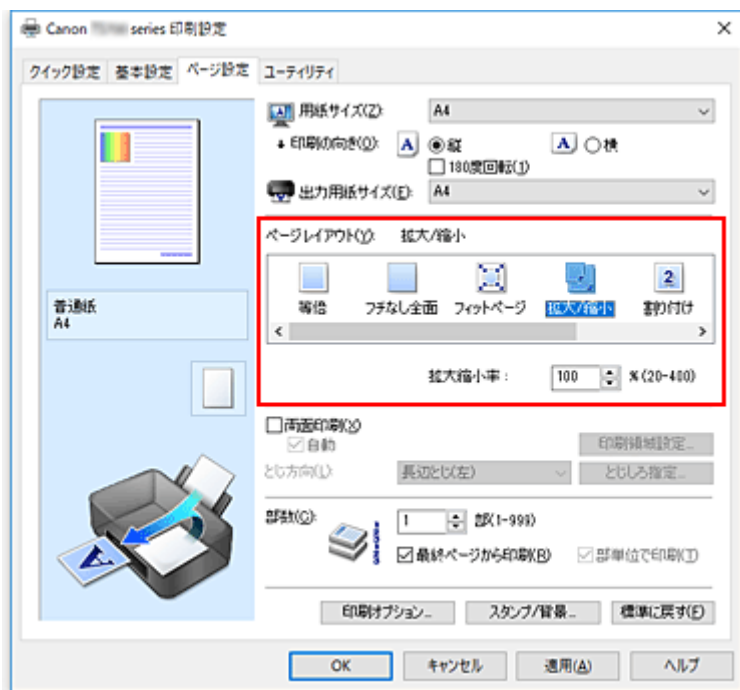 Canon series 印刷設定
クイック設定 基本設定 ページ設定 ユーティリティ
用紙サイズ(Z): A4
印刷の向き(O): A 縦 A 横
180度回転(1)
出力用紙サイズ(E): A4
ページレイアウト(Y): 拡大/縮小
等倍 フチなし全面 フィットページ 拡大/縮小 割り付け
拡大縮小率: 100 % (20-400)
普通紙
A4
両面印刷(X)
自動 印刷領域設定...
とじ方向(L): 長辺とじ(左) とじしろ指定...
部数(C): 1 部(1-999)
最終ページから印刷(R) 部単位で印刷(T)
印刷オプション... スタンプ/背景... 標準に戻す(F)
OK キャンセル 適用(A) ヘルプ